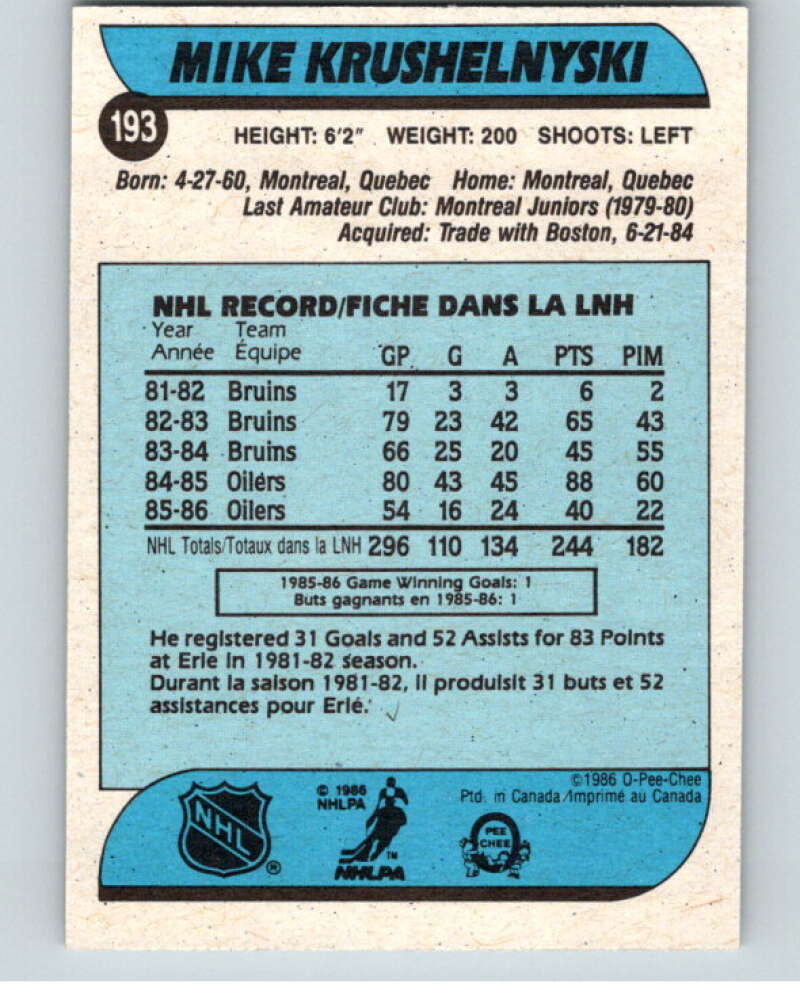 MIKE KRUSHELNYSKI
193
HEIGHT: 6'2" WEIGHT: 200 SHOOTS: LEFT
Born: 4-27-60, Montreal, Quebec Home: Montreal, Quebec
Last Amateur Club: Montreal Juniors (1979-80)
Acquired: Trade with Boston, 6-21-84
NHL RECORD/FICHE DANS LA LNH
Year Team
Année Équipe GP G A PTS PIM
81-82 Bruins 17 3 3 6 2
82-83 Bruins 79 23 42 65 43
83-84 Bruins 66 25 20 45 55
84-85 Oilers 80 43 45 88 60
85-86 Oilers 54 16 24 40 22
NHL Totals/Totaux dans la LNH 296 110 134 244 182
1985-86 Game Winning Goals: 1
Buts gagnants en 1985-86: 1
He registered 31 Goals and 52 Assists for 83 Points
at Erie in 1981-82 season.
Durant la saison 1981-82, il produisit 31 buts et 52
assistances pour Erié.
©1986 O-Pee-Chee
Ptd. in Canada/Imprimé au Canada
© 1986
NHLPA
NHL ®
TM
NHLPA
O PEE CHEE